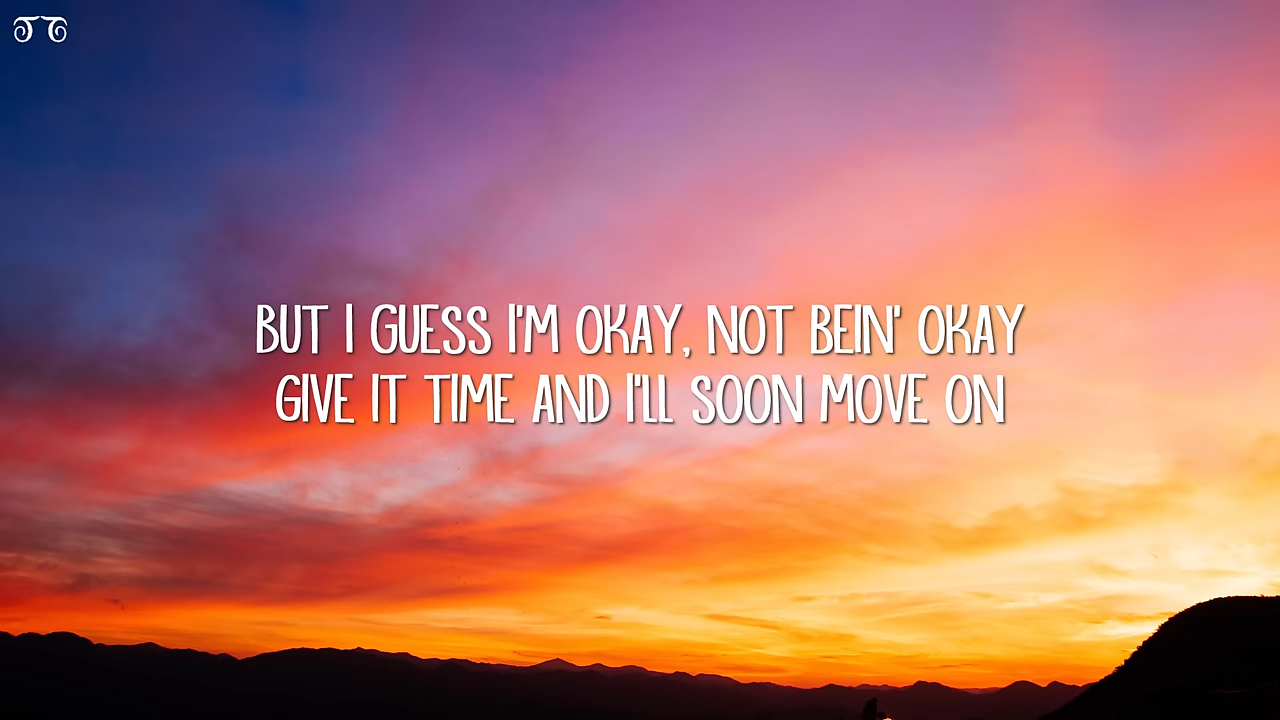 BUT I GUESS I'M OKAY, NOT BEIN' OKAY
GIVE IT TIME AND I'LL SOON MOVE ON